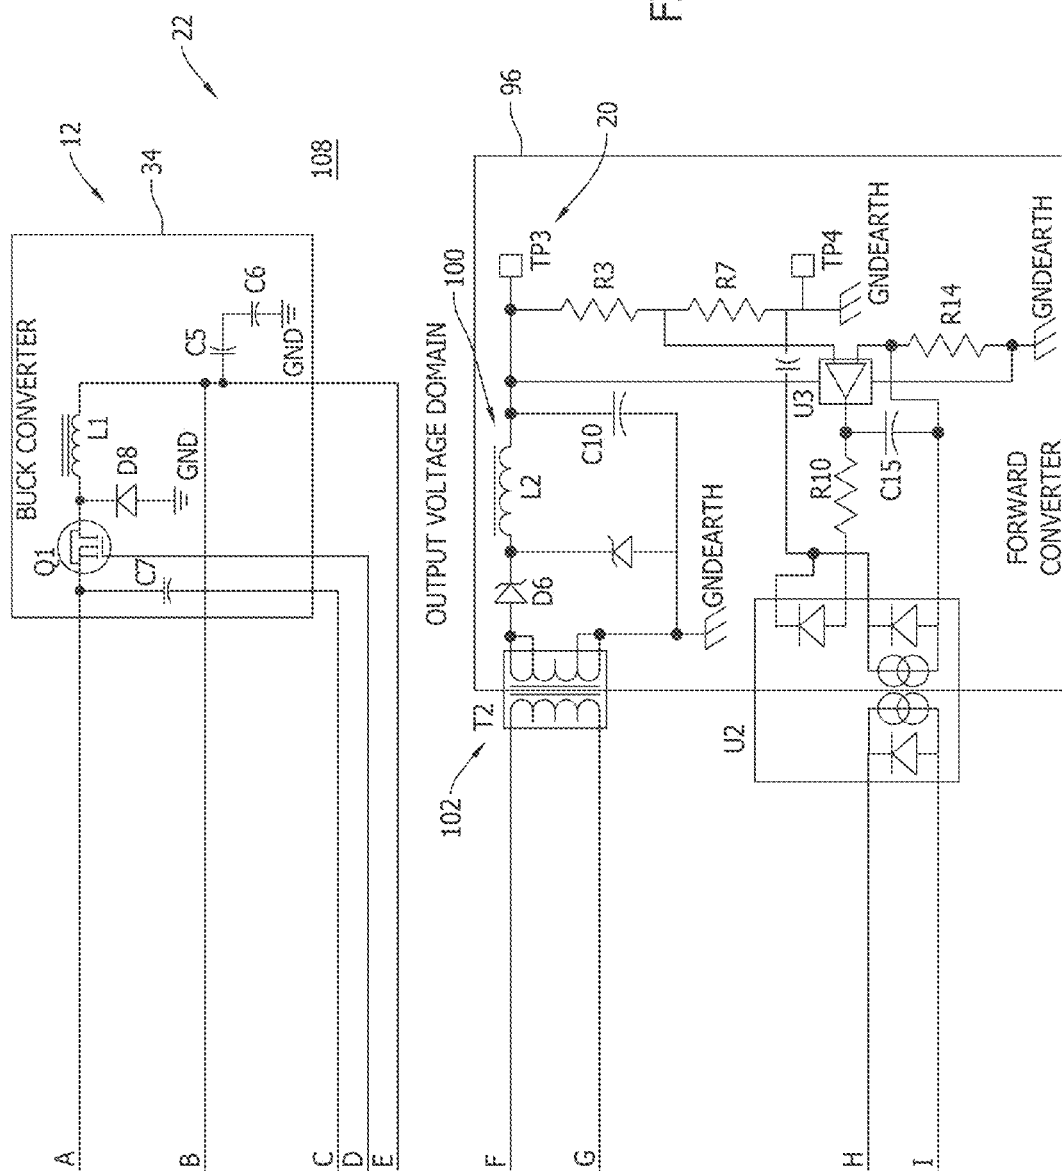 22
12
34
108
BUCK CONVERTER
Q1
L1
D8
GND
C5
C6
GND
C7
A
B
C
D
E
96
20
OUTPUT VOLTAGE DOMAIN
100
TP3
R3
R7
TP4
GNDEARTH
L2
C10
D6
GNDEARTH
T2
102
U3
R14
GNDEARTH
R10
C15
U2
FORWARD
CONVERTER
F
G
H
I